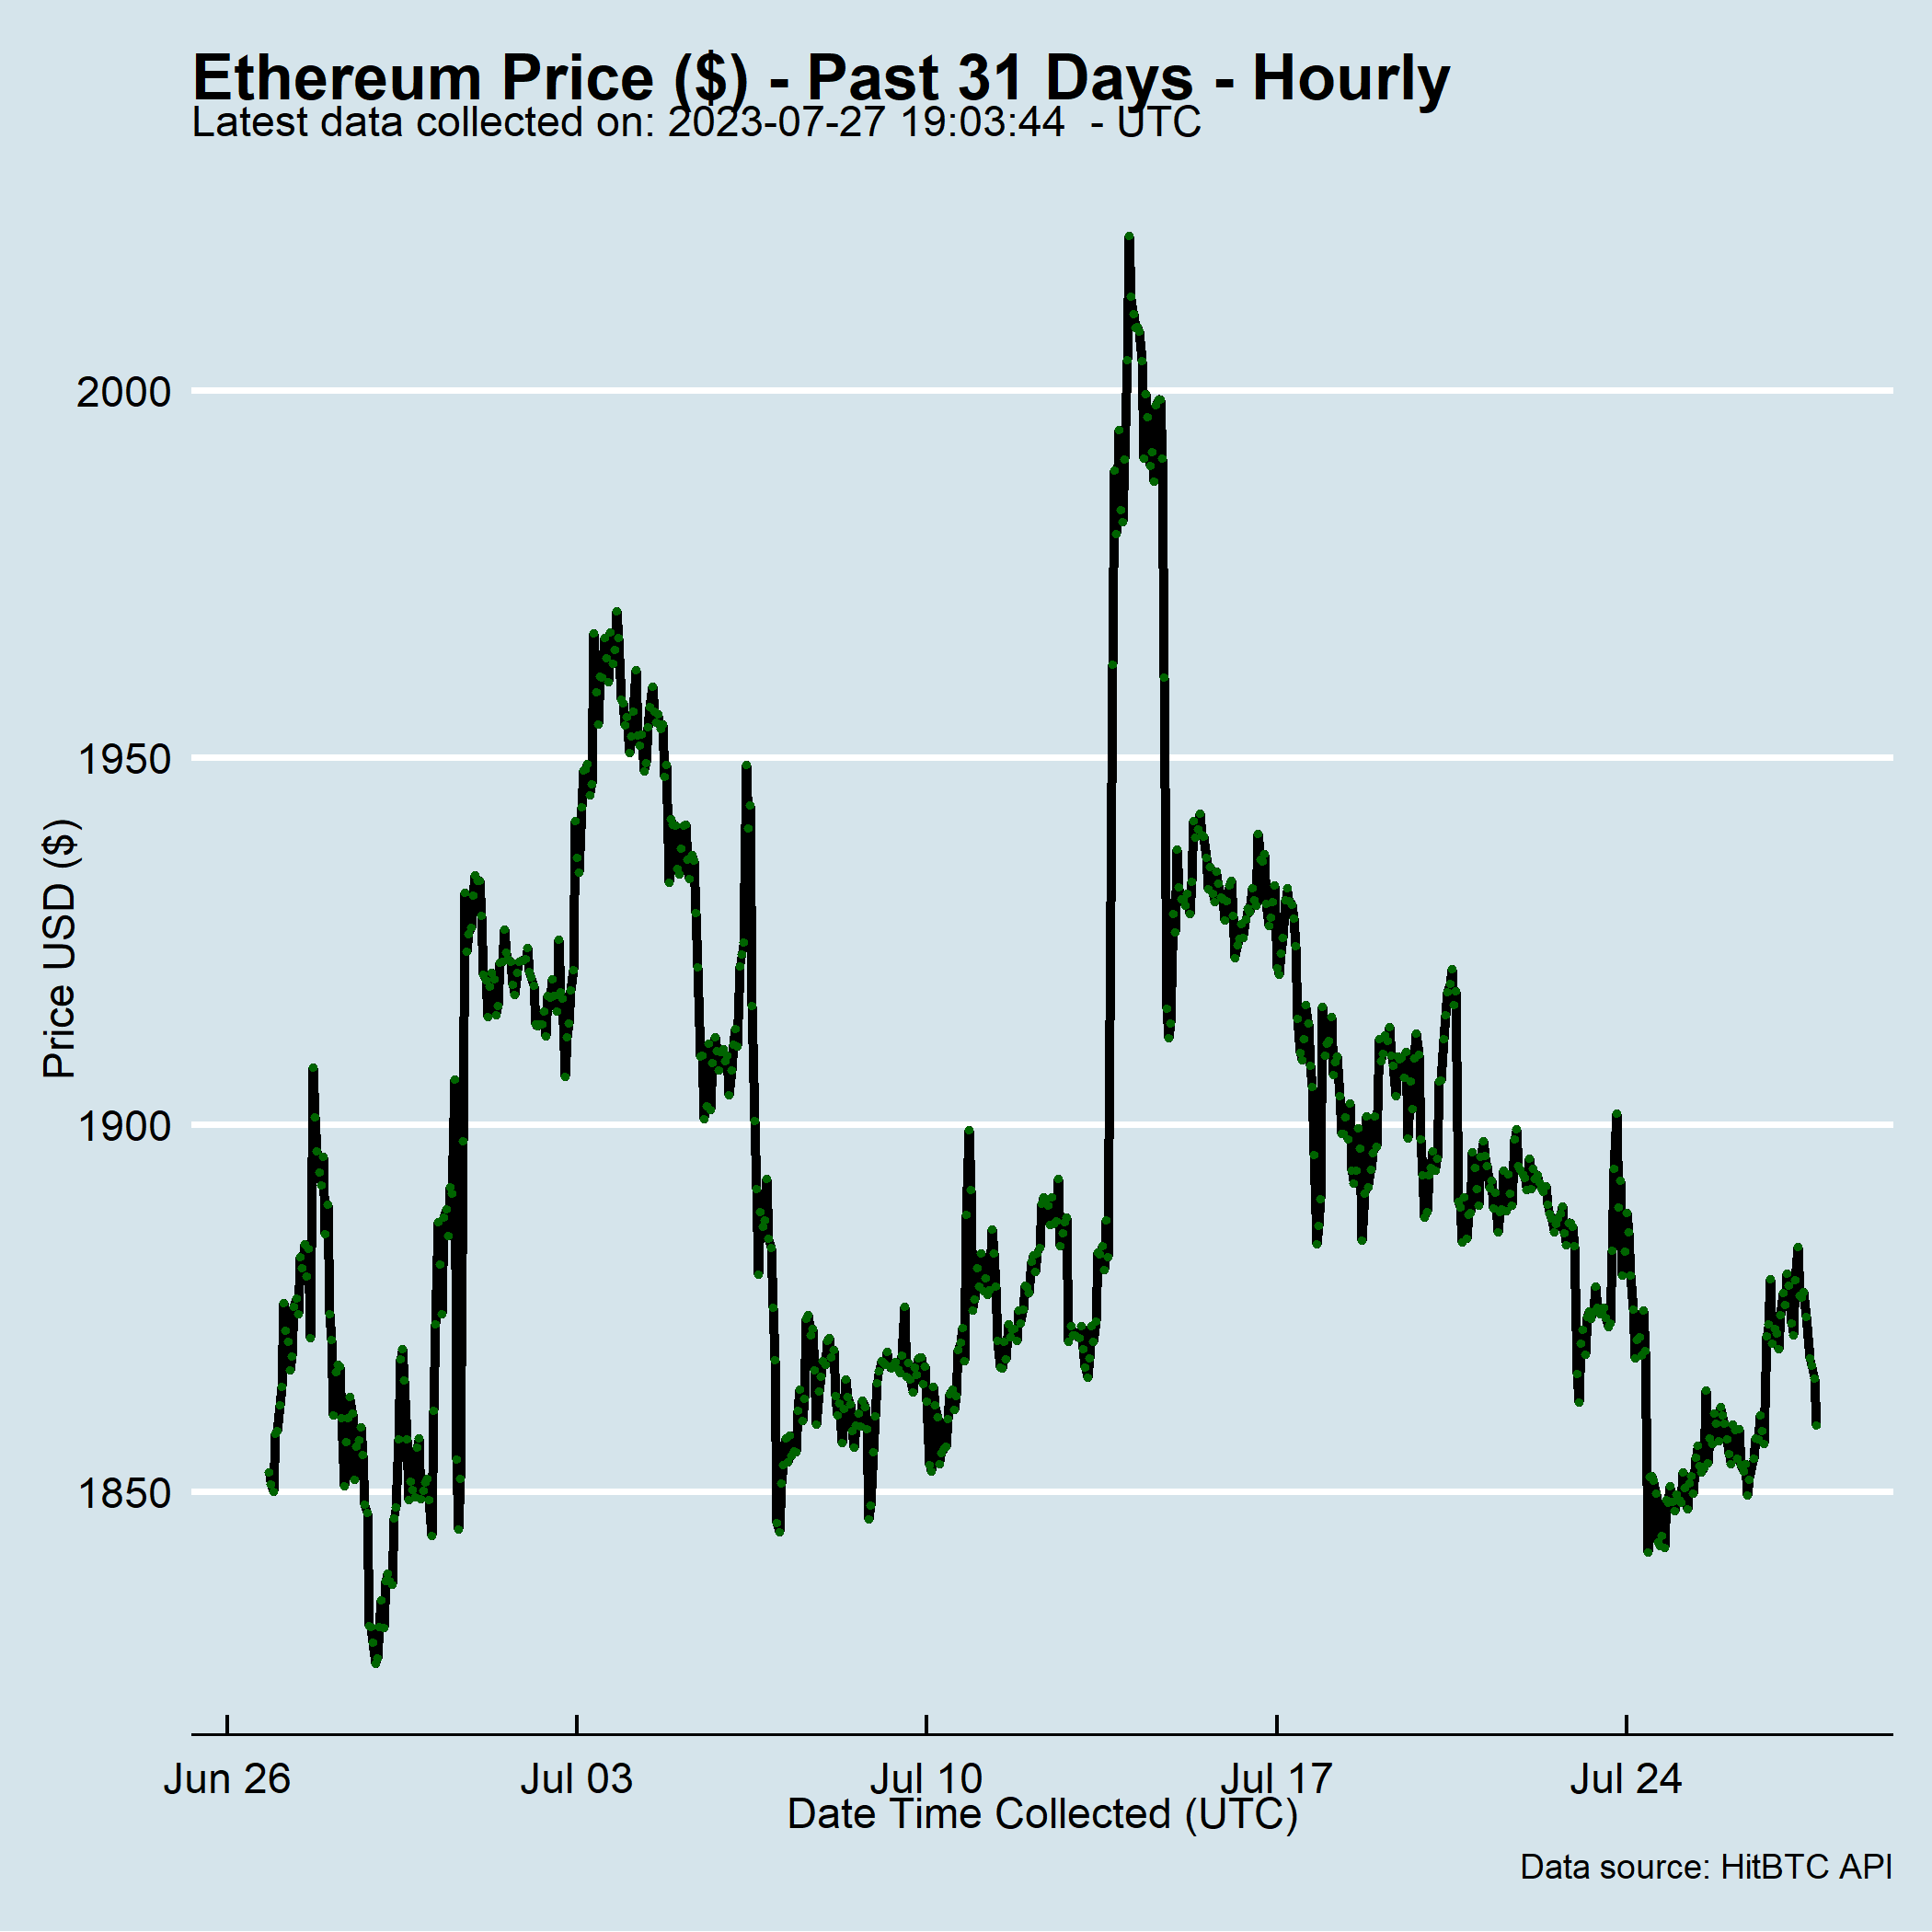 Ethereum Price ($) - Past 31 Days - Hourly
Latest data collected on: 2023-07-27 19:03:44  - UTC
Price USD ($)
2000
1950
1900
1850
Jun 26 Jul 03 Jul 10 Jul 17 Jul 24
Date Time Collected (UTC)
Data source: HitBTC API